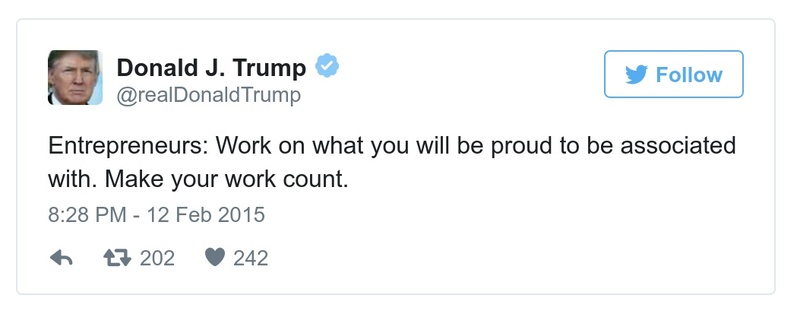 Donald J. Trump
@realDonaldTrump
Follow
Entrepreneurs: Work on what you will be proud to be associated
with. Make your work count.
8:28 PM - 12 Feb 2015
202 242